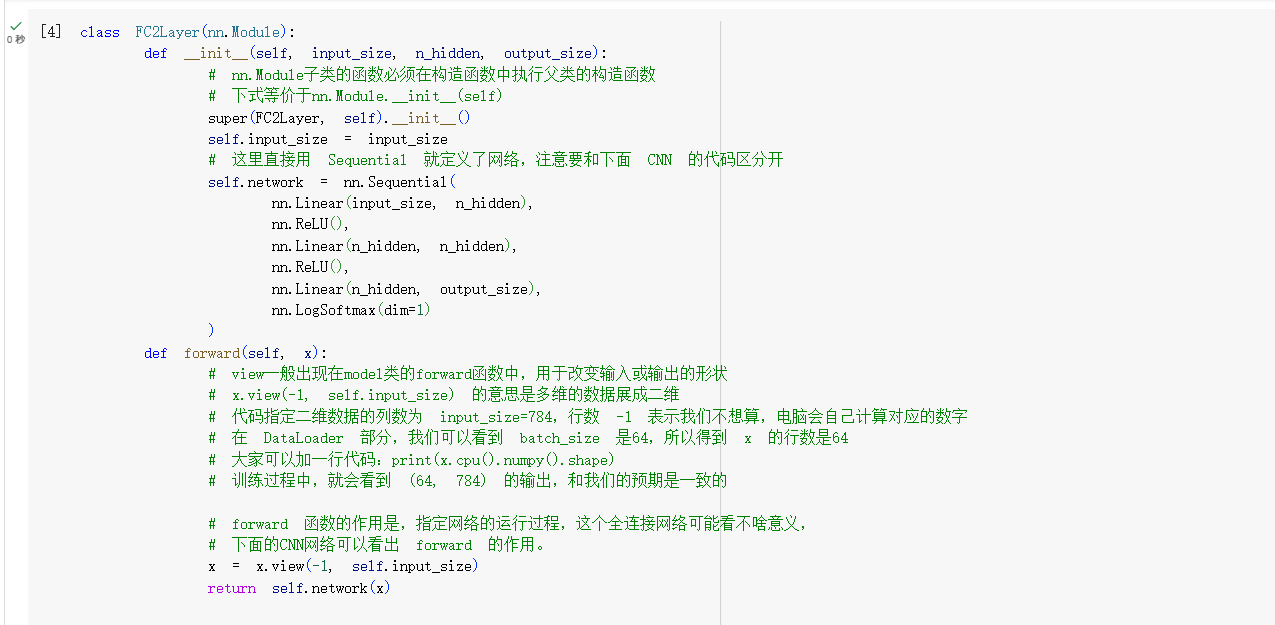 0 秒
[4] class FC2Layer(nn.Module):
def __init__(self, input_size, n_hidden, output_size):
# nn.Module子类的函数必须在构造函数中执行父类的构造函数
# 下式等价于nn.Module.__init__(self)
super(FC2Layer, self).__init__()
self.input_size = input_size
# 这里直接用 Sequential 就定义了网络，注意要和下面 CNN 的代码区分开
self.network = nn.Sequential(
nn.Linear(input_size, n_hidden),
nn.ReLU(),
nn.Linear(n_hidden, n_hidden),
nn.ReLU(),
nn.Linear(n_hidden, output_size),
nn.LogSoftmax(dim=1)
)
def forward(self, x):
# view一般出现在model类的forward函数中，用于改变输入或输出的形状
# x.view(-1, self.input_size) 的意思是多维的数据展成二维
# 代码指定二维数据的列数为 input_size=784，行数 -1 表示我们不想算，电脑会自己计算对应的数字
# 在 DataLoader 部分，我们可以看到 batch_size 是64，所以得到 x 的行数是64
# 大家可以加一行代码：print(x.cpu().numpy().shape)
# 训练过程中，就会看到 (64, 784) 的输出，和我们的预期是一致的
# forward 函数的作用是，指定网络的运行过程，这个全连接网络可能看不啥意义，
# 下面的CNN网络可以看出 forward 的作用。
x = x.view(-1, self.input_size)
return self.network(x)